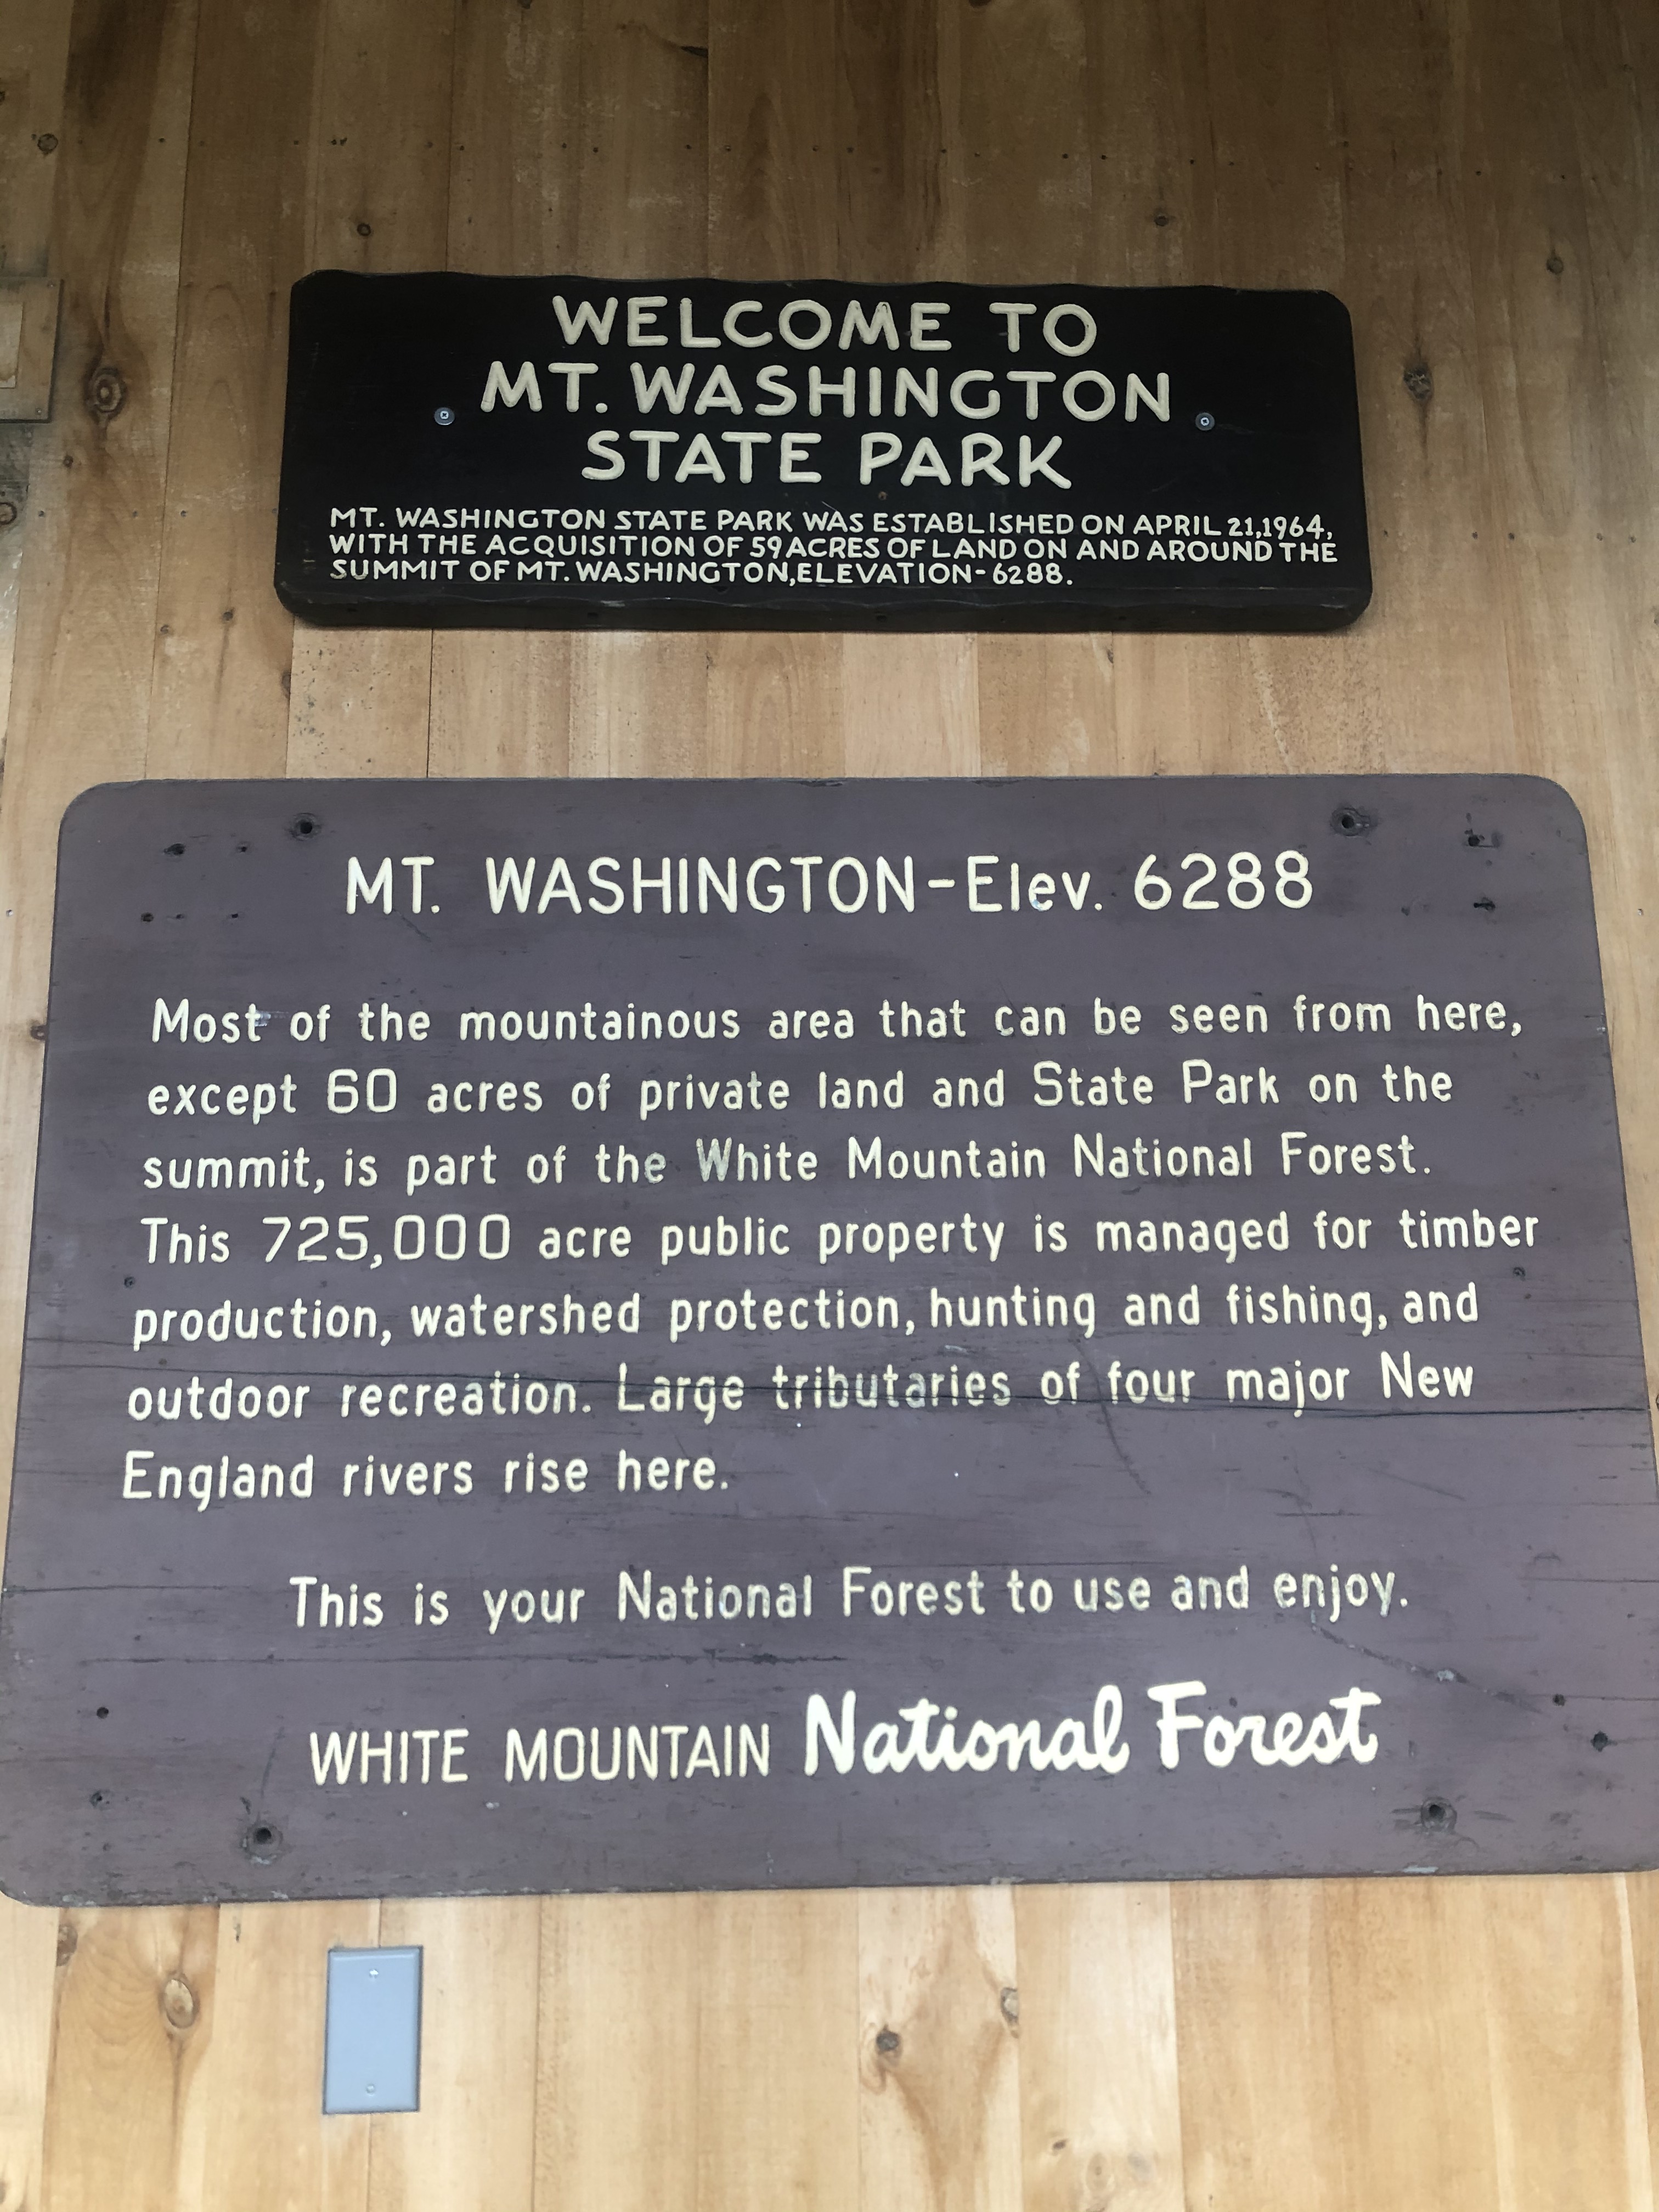 WELCOME TO
MT. WASHINGTON
STATE PARK
MT. WASHINGTON STATE PARK WAS ESTABLISHED ON APRIL 21,1964,
WITH THE ACQUISITION OF 59 ACRES OF LAND ON AND AROUND THE
SUMMIT OF MT. WASHINGTON, ELEVATION-6288.
MT. WASHINGTON-Elev. 6288
Most of the mountainous area that can be seen from here,
except 60 acres of private land and State Park on the
summit, is part of the White Mountain National Forest.
This 725,000 acre public property is managed for timber
production, watershed protection, hunting and fishing, and
outdoor recreation. Large tributaries of four major New
England rivers rise here.
This is your National Forest to use and enjoy.
WHITE MOUNTAIN National Forest